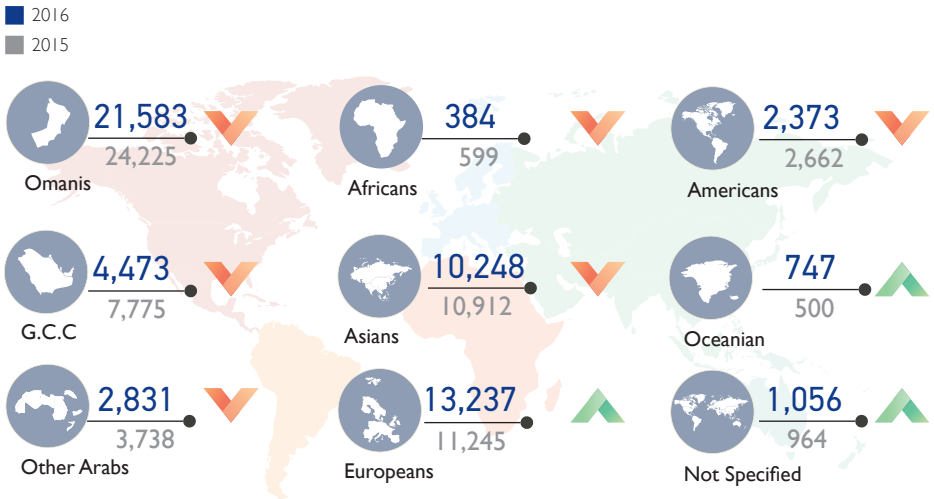 2016
2015
21,583
24,225
Omanis
384
599
Africans
2,373
2,662
Americans
4,473
7,775
G.C.C
10,248
10,912
Asians
747
500
Oceanian
2,831
3,738
Other Arabs
13,237
11,245
Europeans
1,056
964
Not Specified